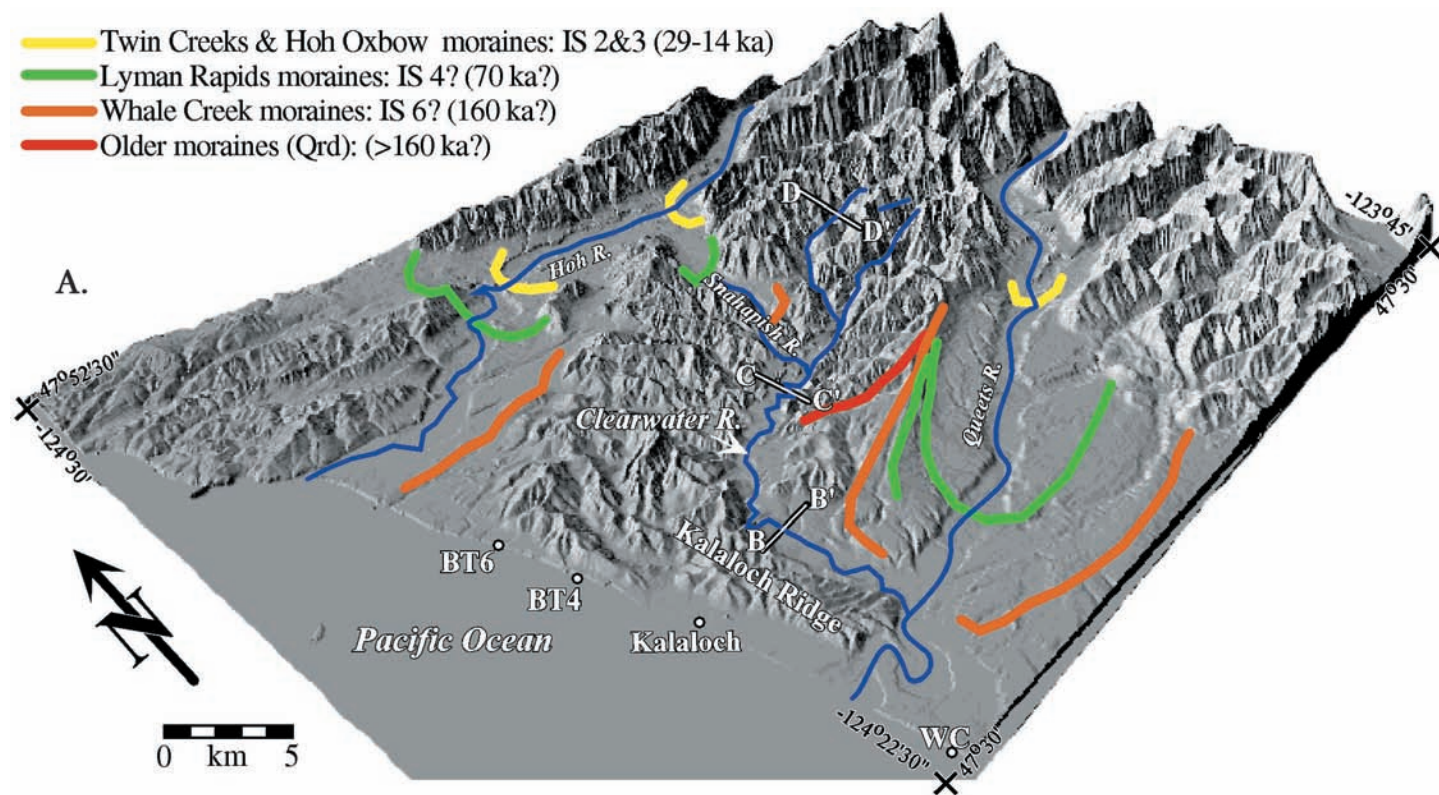 Twin Creeks & Hoh Oxbow moraines: IS 2&3 (29-14 ka)
Lyman Rapids moraines: IS 4? (70 ka?)
Whale Creek moraines: IS 6? (160 ka?)
Older moraines (Qrd): (>160 ka?)
A.
Hoh R.
Snahapish R.
D
D'
-123°45'
47°30'
C
C'
Clearwater R.
Queets R.
47°52'30"
-124°30'
B
B'
Kalaloch Ridge
BT6
BT4
Kalaloch
Pacific Ocean
N
0 km 5
WC
-124°22'30"
47°30'